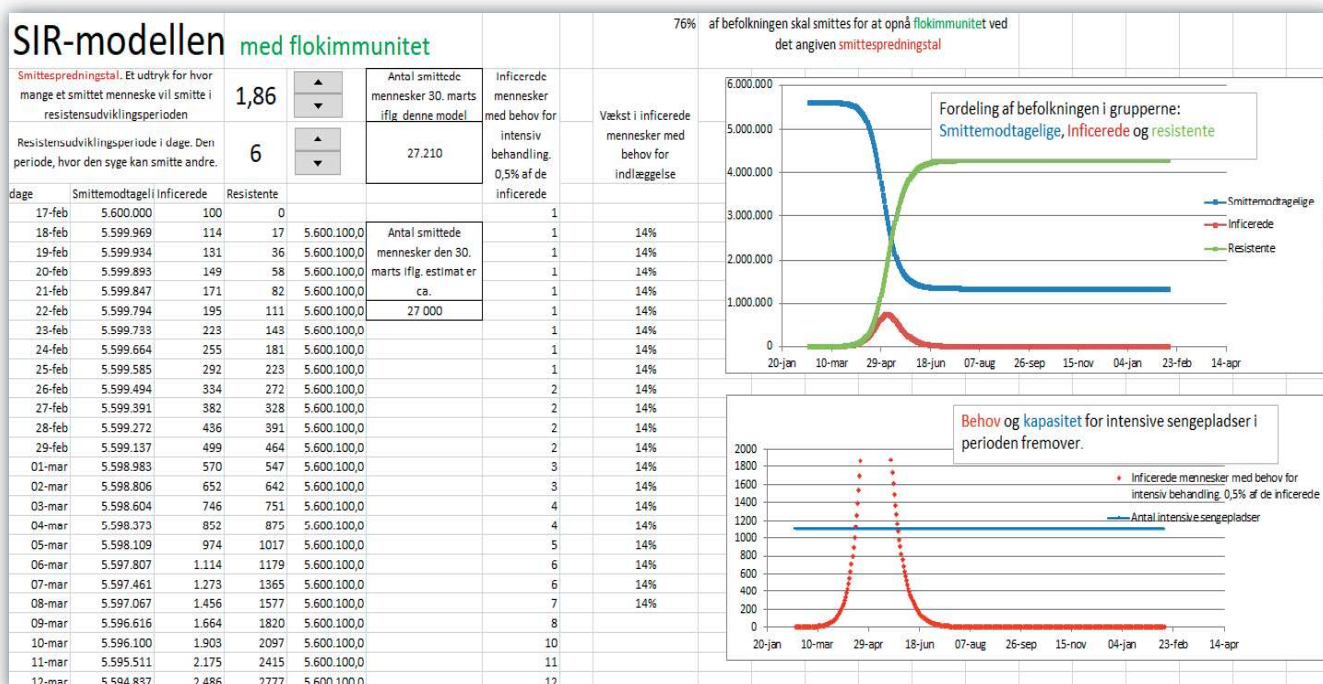 SIR-modellen med flokimmunitet
76% af befolkningen skal smittes for at opnå flokimmunitet ved
det angiven smittespredningstal
Smittespredningstal. Et udtryk for hvor
mange et smittet menneske vil smitte i
resistensudviklingsperioden
1,86
Resistensudviklingsperiode i dage. Den
periode, hvor den syge kan smitte andre.
6
Antal smittede
mennesker 30. marts
iflg denne model
27.210
Inficerede
mennesker
med behov for
intensiv
behandling.
0,5% af de
inficerede
Vækst i inficerede
mennesker med
behov for
indlæggelse
dage Smittemodtageli Inficerede Resistente
17-feb 5.600.000 100 0 1
18-feb 5.599.969 114 17 5.600.100,0 1 14%
19-feb 5.599.934 131 36 5.600.100,0 1 14%
20-feb 5.599.893 149 58 5.600.100,0 1 14%
21-feb 5.599.847 171 82 5.600.100,0 1 14%
22-feb 5.599.794 195 111 5.600.100,0 1 14%
23-feb 5.599.733 223 143 5.600.100,0 1 14%
24-feb 5.599.664 255 181 5.600.100,0 1 14%
25-feb 5.599.585 292 223 5.600.100,0 1 14%
26-feb 5.599.494 334 272 5.600.100,0 2 14%
27-feb 5.599.391 382 328 5.600.100,0 2 14%
28-feb 5.599.272 436 391 5.600.100,0 2 14%
29-feb 5.599.137 499 464 5.600.100,0 2 14%
01-mar 5.598.983 570 547 5.600.100,0 3 14%
02-mar 5.598.806 652 642 5.600.100,0 3 14%
03-mar 5.598.604 746 751 5.600.100,0 4 14%
04-mar 5.598.373 852 875 5.600.100,0 4 14%
05-mar 5.598.109 974 1017 5.600.100,0 5 14%
06-mar 5.597.807 1.114 1179 5.600.100,0 6 14%
07-mar 5.597.461 1.273 1365 5.600.100,0 6 14%
08-mar 5.597.067 1.456 1577 5.600.100,0 7 14%
09-mar 5.596.616 1.664 1820 5.600.100,0 8
10-mar 5.596.100 1.903 2097 5.600.100,0 10
11-mar 5.595.511 2.175 2415 5.600.100,0 11
12-mar 5.594.837 2.486 2777 5.600.100,0 12
Antal smittede
mennesker den 30.
marts iflg. estimat er
ca.
27 000
Fordeling af befolkningen i grupperne:
Smittemodtagelige, Inficerede og resistente
6.000.000
5.000.000
4.000.000
3.000.000
2.000.000
1.000.000
0
20-jan 10-mar 29-apr 18-jun 07-aug 26-sep 15-nov 04-jan 23-feb 14-apr
Smittemodtagelige
Inficerede
Resistente
Behov og kapasitet for intensive sengepladser i
perioden fremover.
2000
1800
1600
1400
1200
1000
800
600
400
200
0
20-jan 10-mar 29-apr 18-jun 07-aug 26-sep 15-nov 04-jan 23-feb 14-apr
Inficerede mennesker med behov for
intensiv behandling. 0,5% af de inficerede
Antal intensive sengepladser